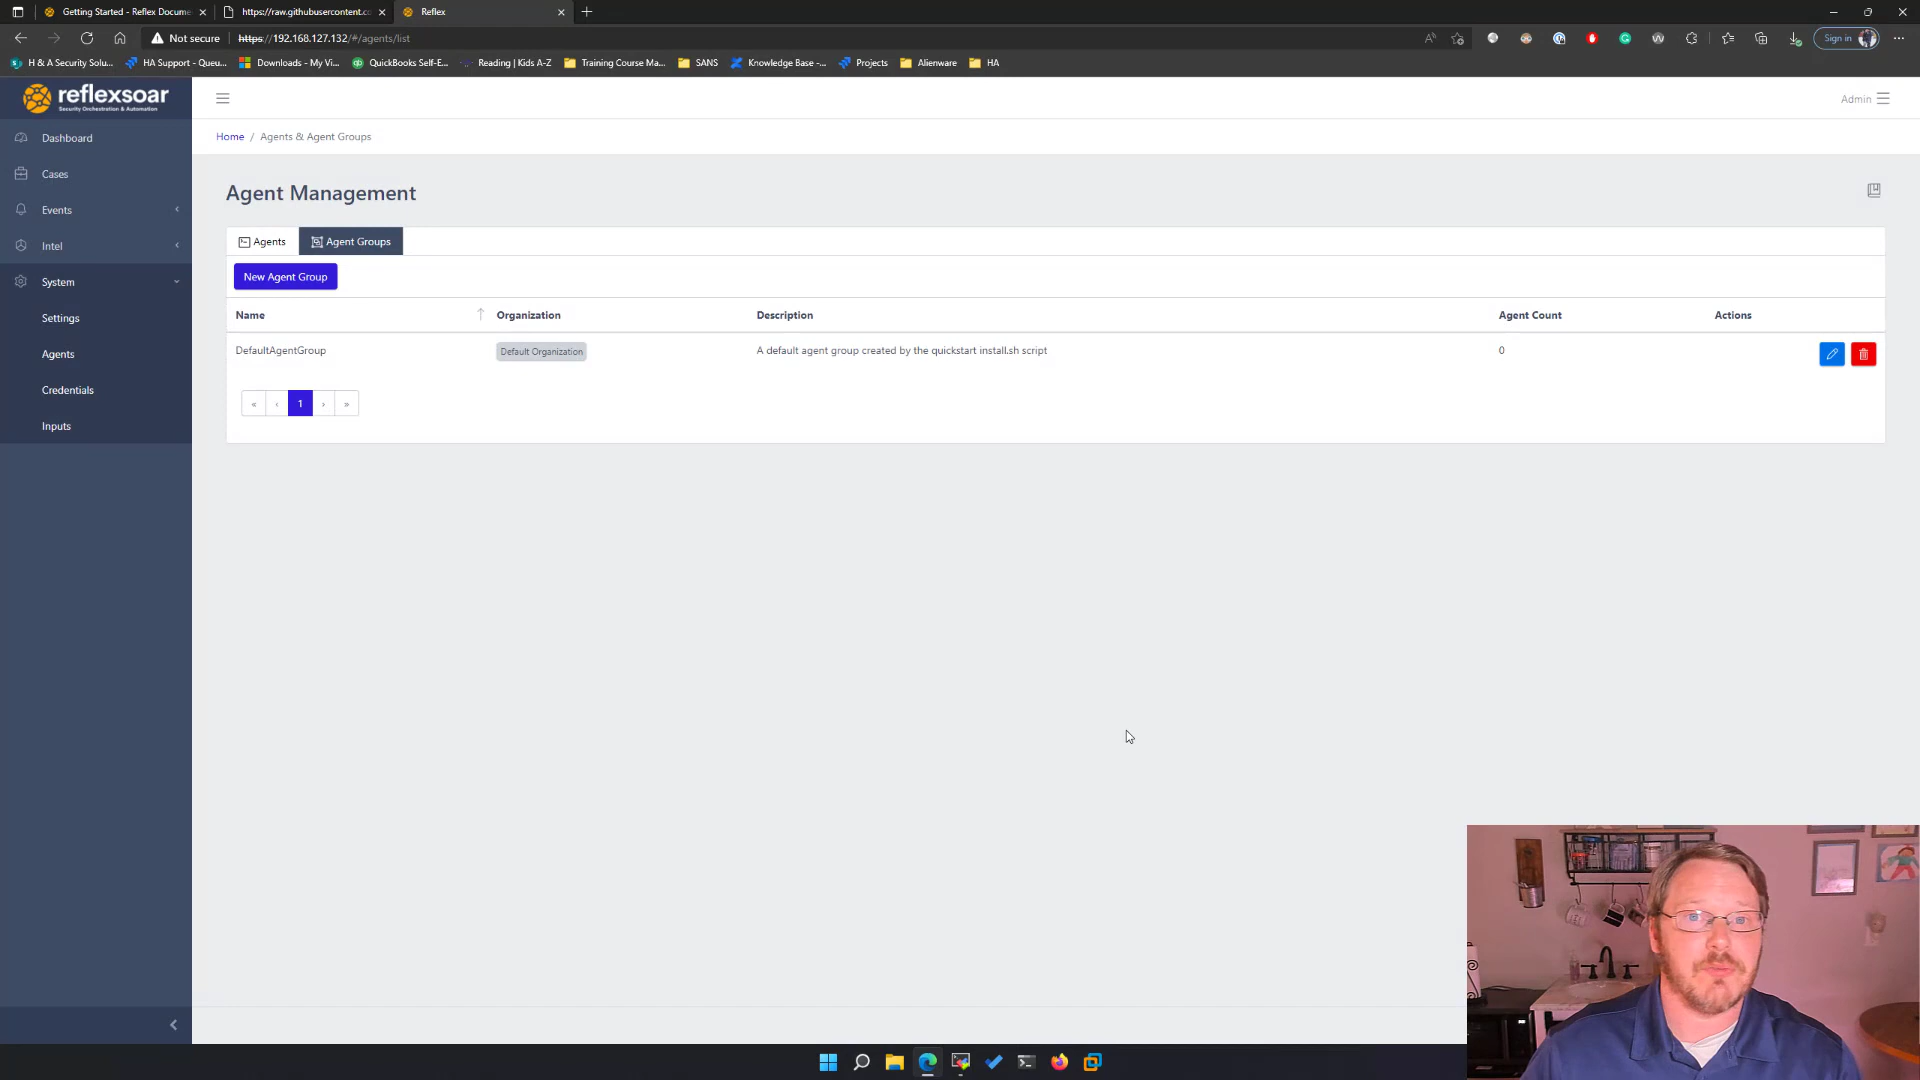 Getting Started - Reflex Docume
https://raw.githubusercontent.co
Reflex
Not secure
https://192.168.127.132/#/agents/list
Sign in
H & A Security Solu...
HA Support - Queu...
Downloads - My Vi...
QuickBooks Self-E...
Reading | Kids A-Z
Training Course Ma...
SANS
Knowledge Base -...
Projects
Alienware
HA
reflexsoar
Security Orchestration & Automation
Admin
Dashboard
Cases
Events
Intel
System
Settings
Agents
Credentials
Inputs
Home / Agents & Agent Groups
Agent Management
Agents
Agent Groups
New Agent Group
Name
Organization
Description
Agent Count
Actions
DefaultAgentGroup
Default Organization
A default agent group created by the quickstart install.sh script
0
« ‹ 1 › »